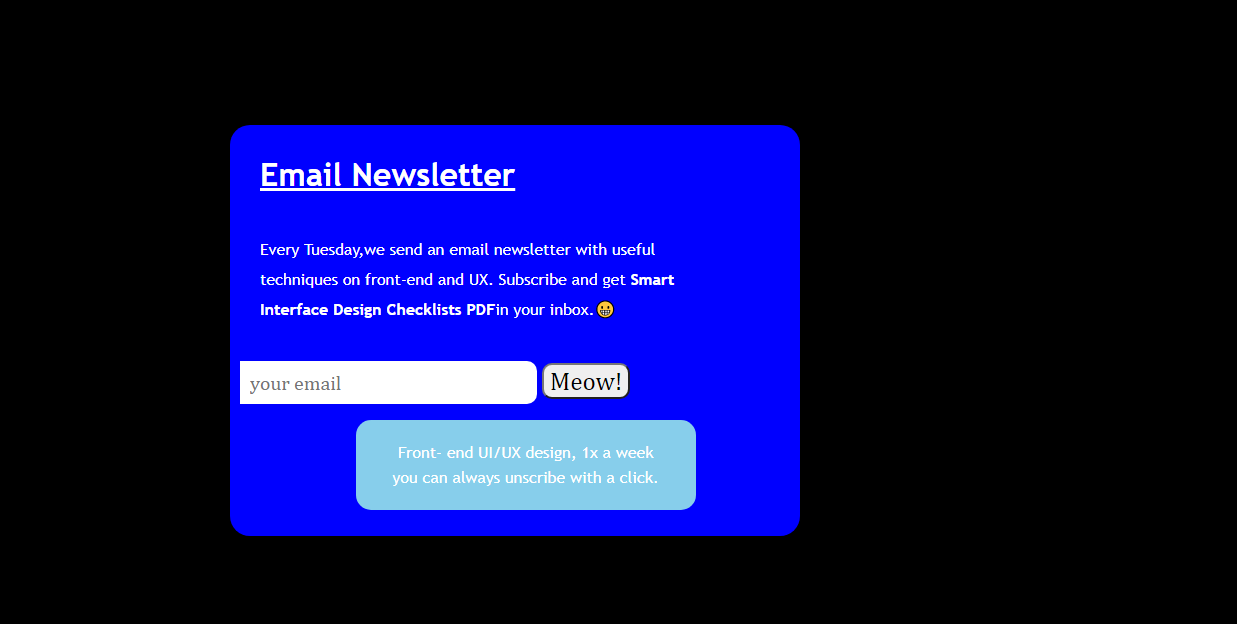 Email Newsletter
Every Tuesday,we send an email newsletter with useful
techniques on front-end and UX. Subscribe and get Smart
Interface Design Checklists PDFin your inbox.😀
your email
Meow!
Front- end UI/UX design, 1x a week
you can always unscribe with a click.